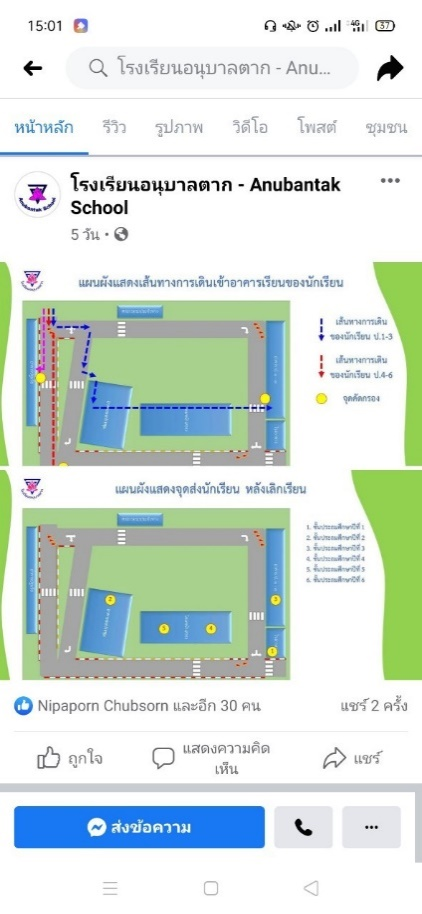 15:01
4G
37
โรงเรียนอนุบาลตาก - Anu...
หน้าหลัก รีวิว รูปภาพ วิดีโอ โพสต์ ชุมชน
โรงเรียนอนุบาลตาก - Anubantak
School
5 วัน
แผนผังแสดงเส้นทางการเดินเข้าอาคารเรียนของนักเรียน
เส้นทางการเดิน
ของนักเรียน ป.1-3
เส้นทางการเดิน
ของนักเรียน ป.4-6
จุดคัดกรอง
แผนผังแสดงจุดส่งนักเรียน หลังเลิกเรียน
1. ชั้นประถมศึกษาปีที่ 1
2. ชั้นประถมศึกษาปีที่ 2
3. ชั้นประถมศึกษาปีที่ 3
4. ชั้นประถมศึกษาปีที่ 4
5. ชั้นประถมศึกษาปีที่ 5
6. ชั้นประถมศึกษาปีที่ 6
Nipaporn Chubsorn และอีก 30 คน
แชร์ 2 ครั้ง
ถูกใจ
แสดงความคิด
เห็น
แชร์
ส่งข้อความ